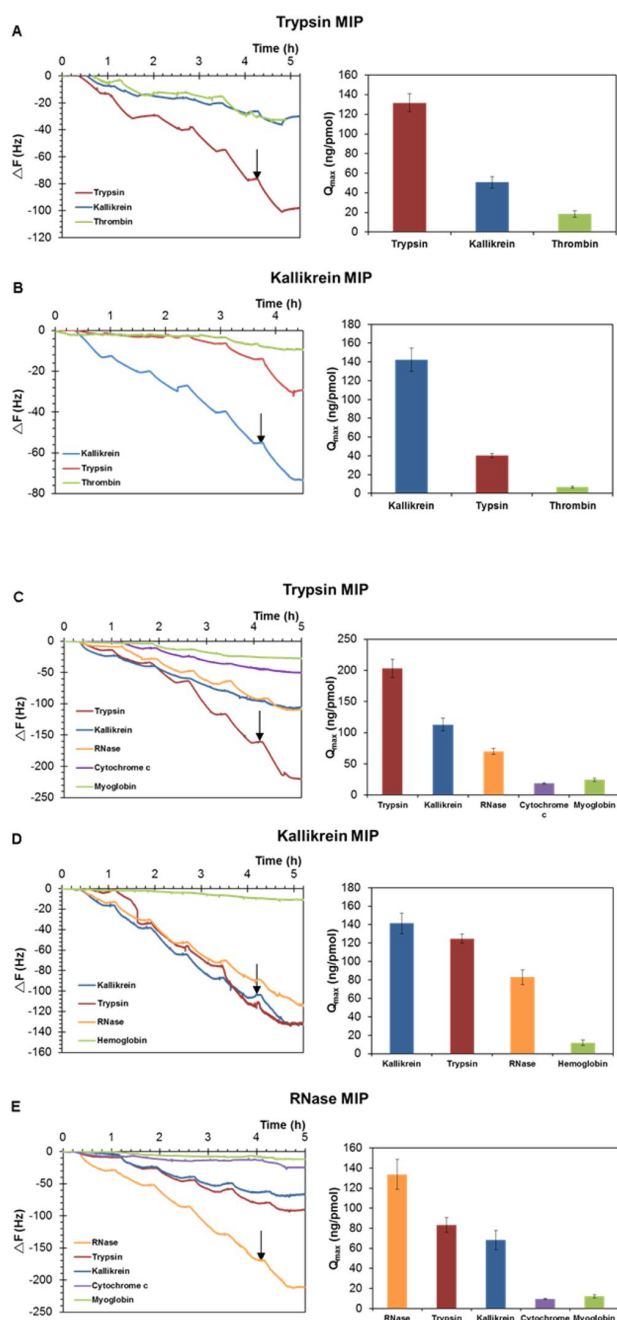 Trypsin MIP
A
Time (h)
0 1 2 3 4 5
0
-20
-40
-60
-80
-100
-120
△F (Hz)
Trypsin
Kallikrein
Thrombin
160
140
120
100
80
60
40
20
0
Qmax (ng/pmol)
Trypsin Kallikrein Thrombin
Kallikrein MIP
B
Time (h)
0 1 2 3 4
0
-20
-40
-60
-80
△F (Hz)
Kallikrein
Trypsin
Thrombin
180
160
140
120
100
80
60
40
20
0
Qmax (ng/pmol)
Kallikrein Typsin Thrombin
Trypsin MIP
C
Time (h)
0 1 2 3 4 5
0
-50
-100
-150
-200
-250
△F (Hz)
Trypsin
Kallikrein
RNase
Cytochrome c
Myoglobin
250
200
150
100
50
0
Qmax (ng/pmol)
Trypsin Kallikrein RNase Cytochrome Myoglobin
c
Kallikrein MIP
D
Time (h)
0 1 2 3 4 5
0
-20
-40
-60
-80
-100
-120
-140
-160
△F (Hz)
Kallikrein
Trypsin
RNase
Hemoglobin
180
160
140
120
100
80
60
40
20
0
Qmax (ng/pmol)
Kallikrein Trypsin RNase Hemoglobin
RNase MIP
E
Time (h)
0 1 2 3 4 5
0
-50
-100
-150
-200
-250
△F (Hz)
RNase
Trypsin
Kallikrein
Cytochrome c
Myoglobin
160
140
120
100
80
60
40
20
0
Qmax (ng/pmol)
RNase Trypsin Kallikrein Cytochrome Myoglobin